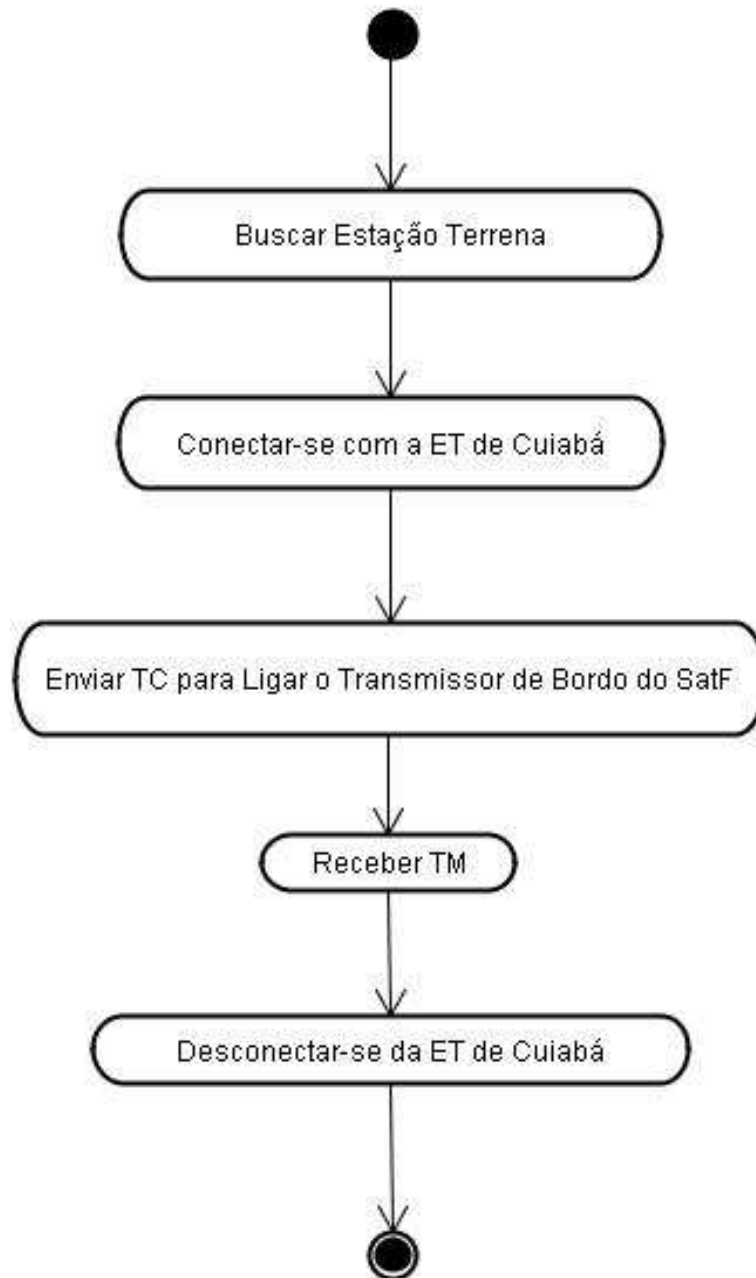 Buscar Estação Terrena
Conectar-se com a ET de Cuiabá
Enviar TC para Ligar o Transmissor de Bordo do SatF
Receber TM
Desconectar-se da ET de Cuiabá